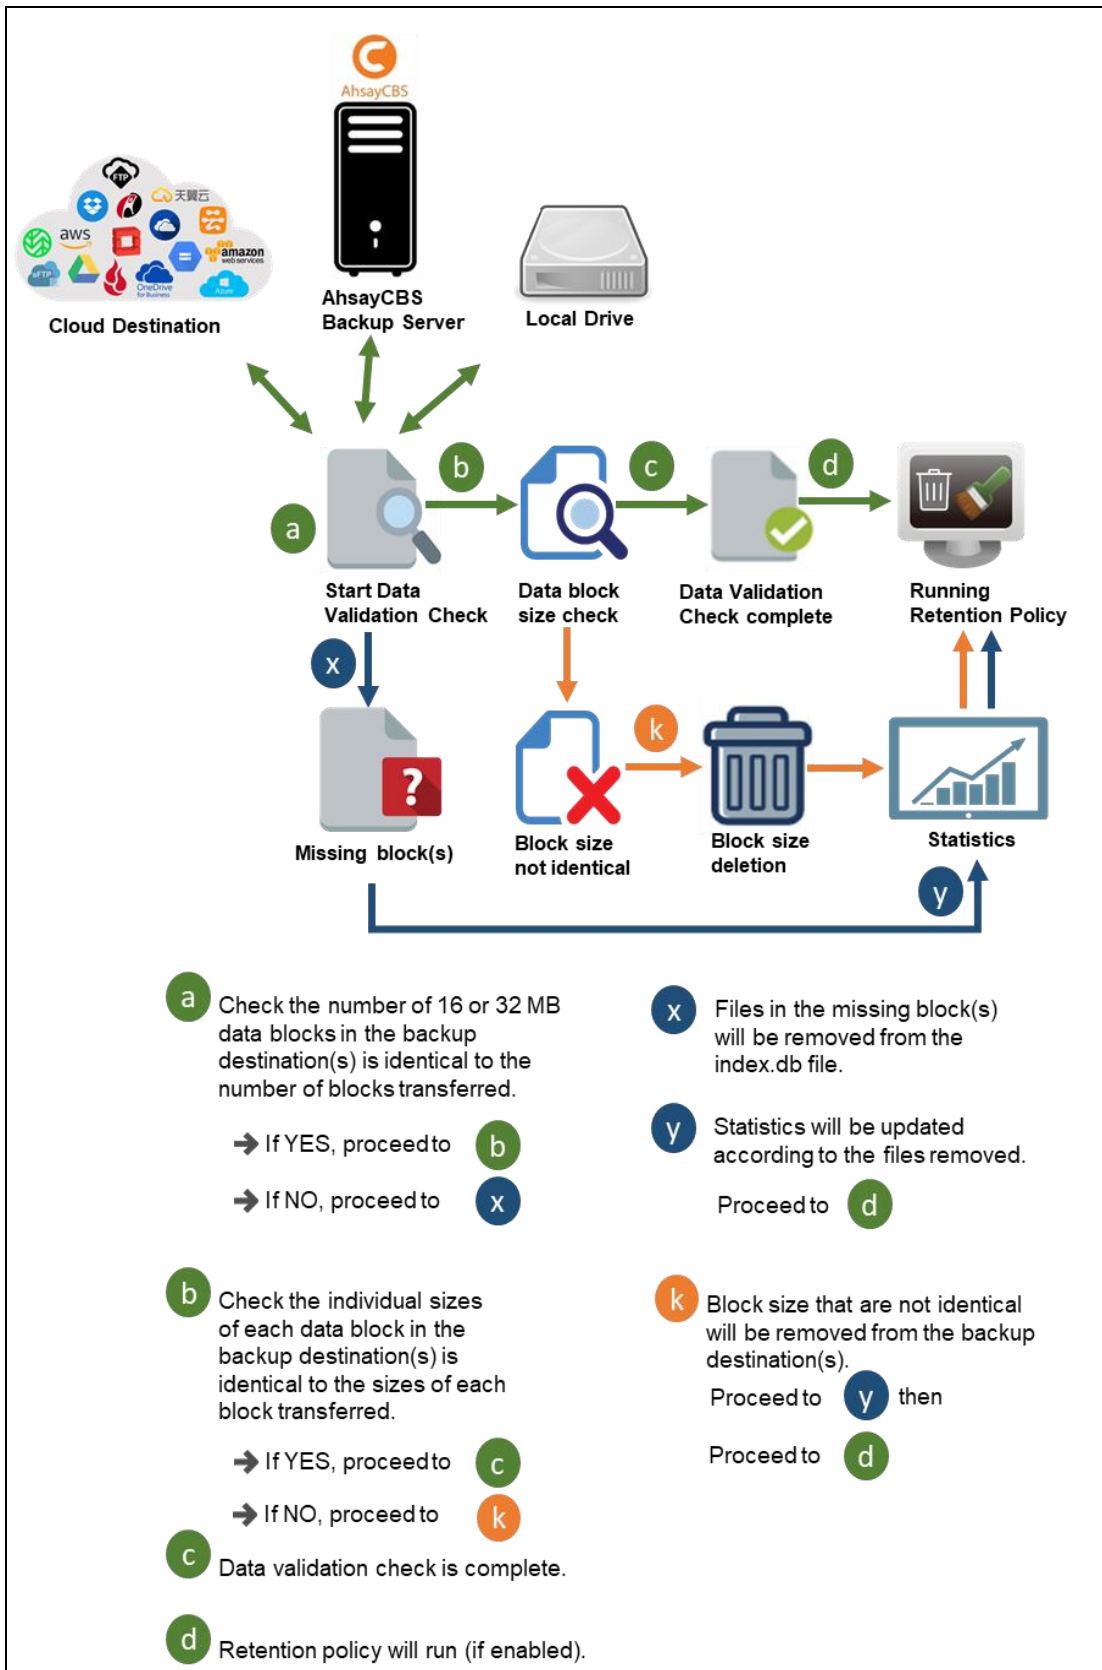 AhsayCBS
FTP
天翼云
aws
amazon
web services
sFTP
OneDrive
for Business
Azure
Cloud Destination
AhsayCBS
Backup Server
Local Drive
a
b
c
d
Start Data
Validation Check
Data block
size check
Data Validation
Check complete
Running
Retention Policy
x
k
?
Missing block(s)
Block size
not identical
Block size
deletion
Statistics
y
a
Check the number of 16 or 32 MB
data blocks in the backup
destination(s) is identical to the
number of blocks transferred.
➔ If YES, proceed to b
➔ If NO, proceed to x
b
Check the individual sizes
of each data block in the
backup destination(s) is
identical to the sizes of each
block transferred.
➔ If YES, proceed to c
➔ If NO, proceed to k
c
Data validation check is complete.
d
Retention policy will run (if enabled).
x
Files in the missing block(s)
will be removed from the
index.db file.
y
Statistics will be updated
according to the files removed.
Proceed to d
k
Block size that are not identical
will be removed from the backup
destination(s).
Proceed to y then
Proceed to d